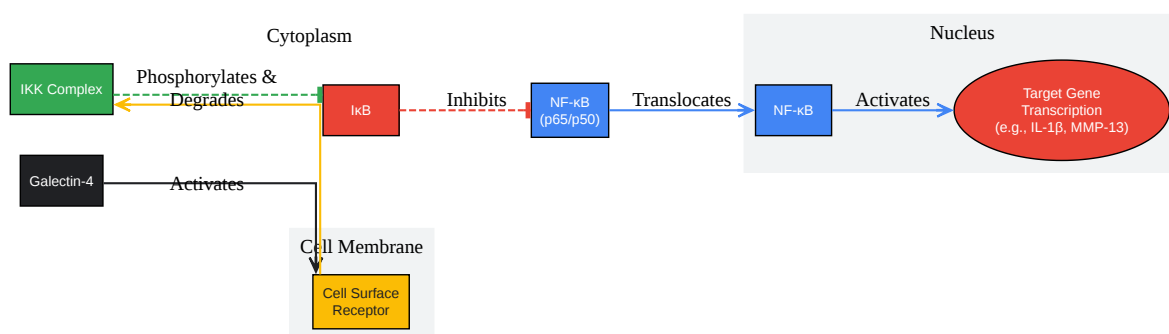 Cytoplasm
Nucleus
IKK Complex
Phosphorylates &
Degrades
IκB
Inhibits
NF-κB
(p65/p50)
Translocates
NF-κB
Activates
Target Gene
Transcription
(e.g., IL-1β, MMP-13)
Galectin-4
Activates
Cell Membrane
Cell Surface
Receptor